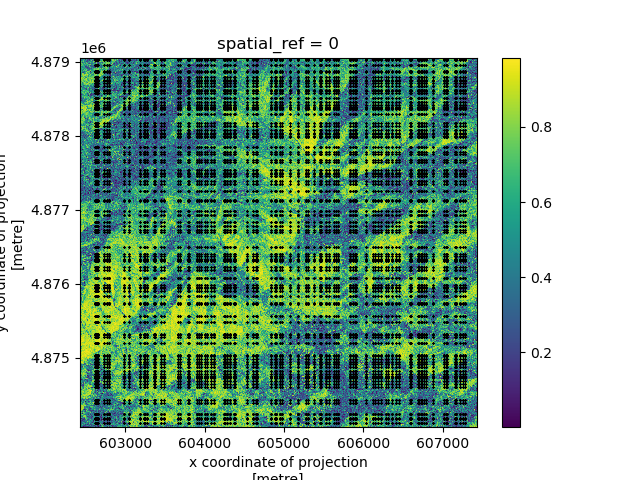 spatial_ref = 0
1e6
4.879
4.878
4.877
4.876
4.875
y coordinate of projection
[metre]
603000 604000 605000 606000 607000
x coordinate of projection
[metre]
0.8
0.6
0.4
0.2